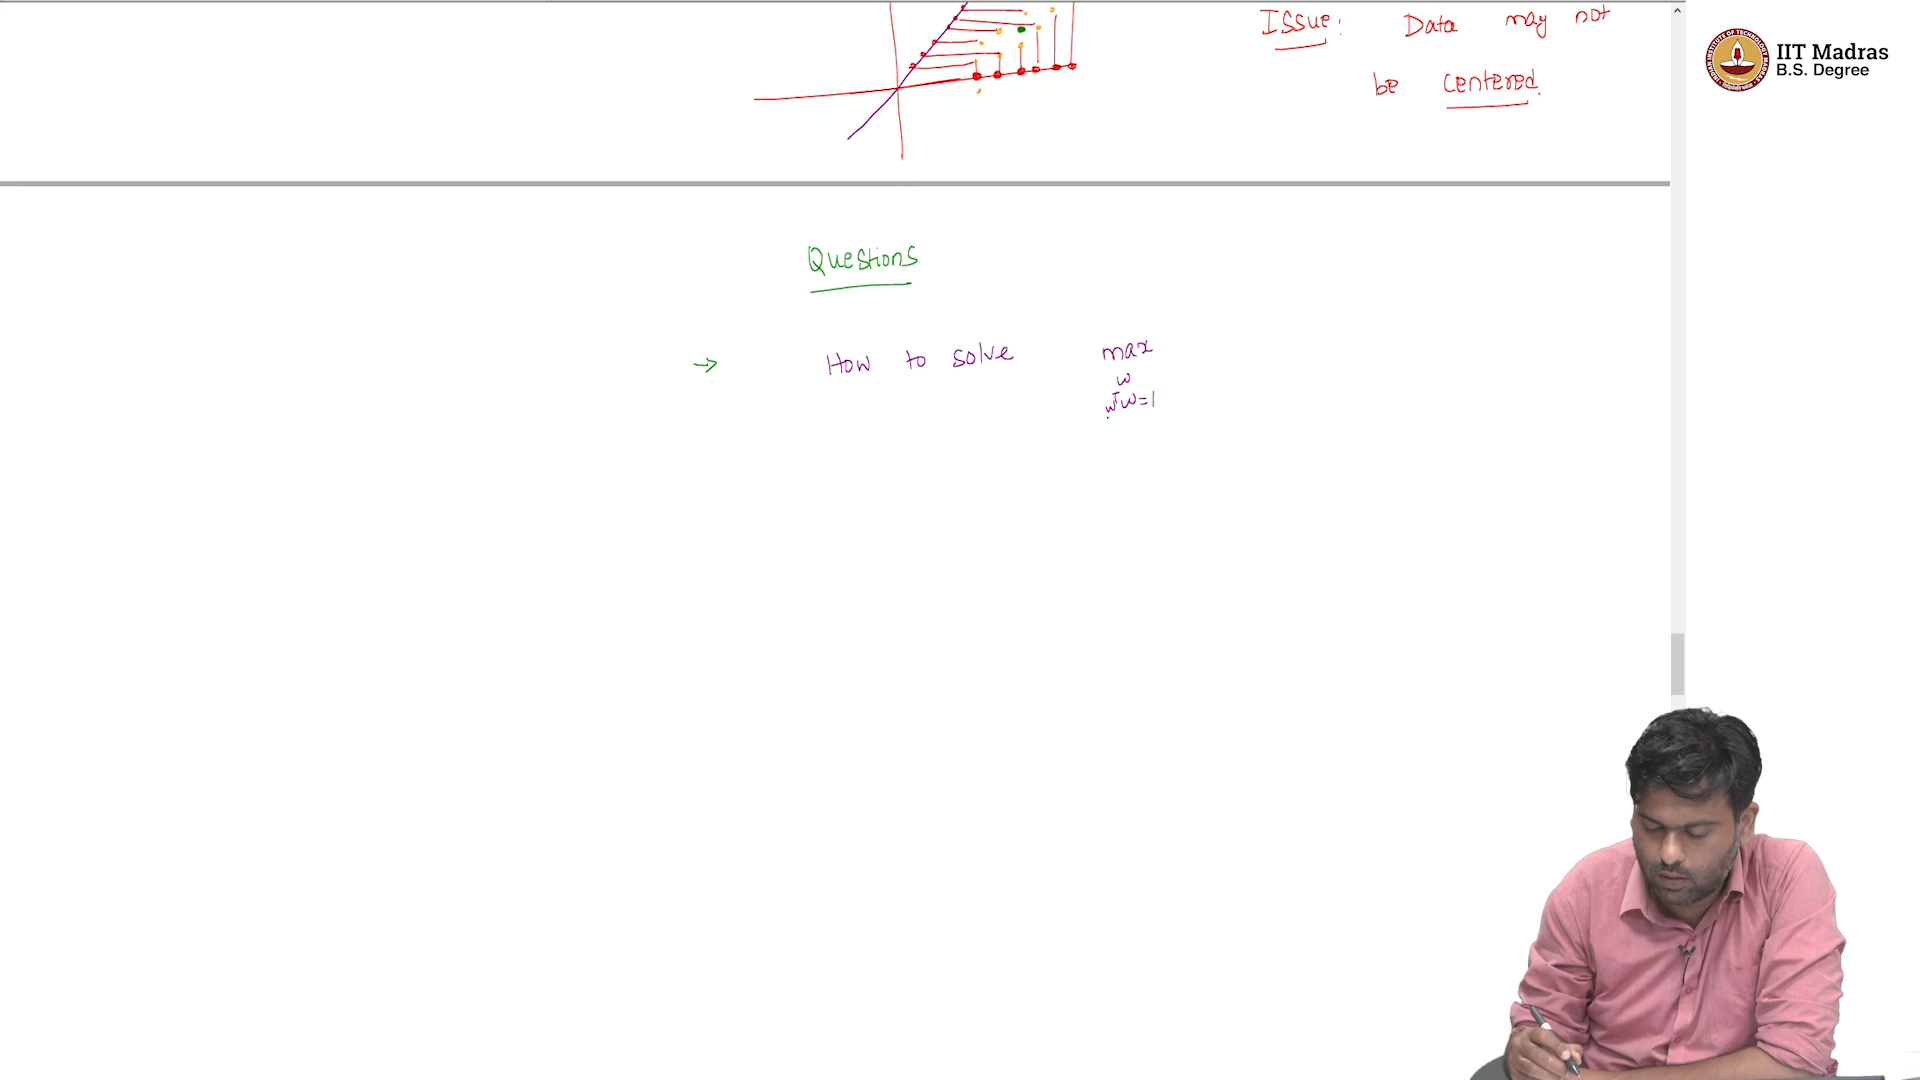 Issue: Data may not
be centered.
IIT Madras
B.S. Degree
Questions
→ How to solve max
w
wᵀw=1